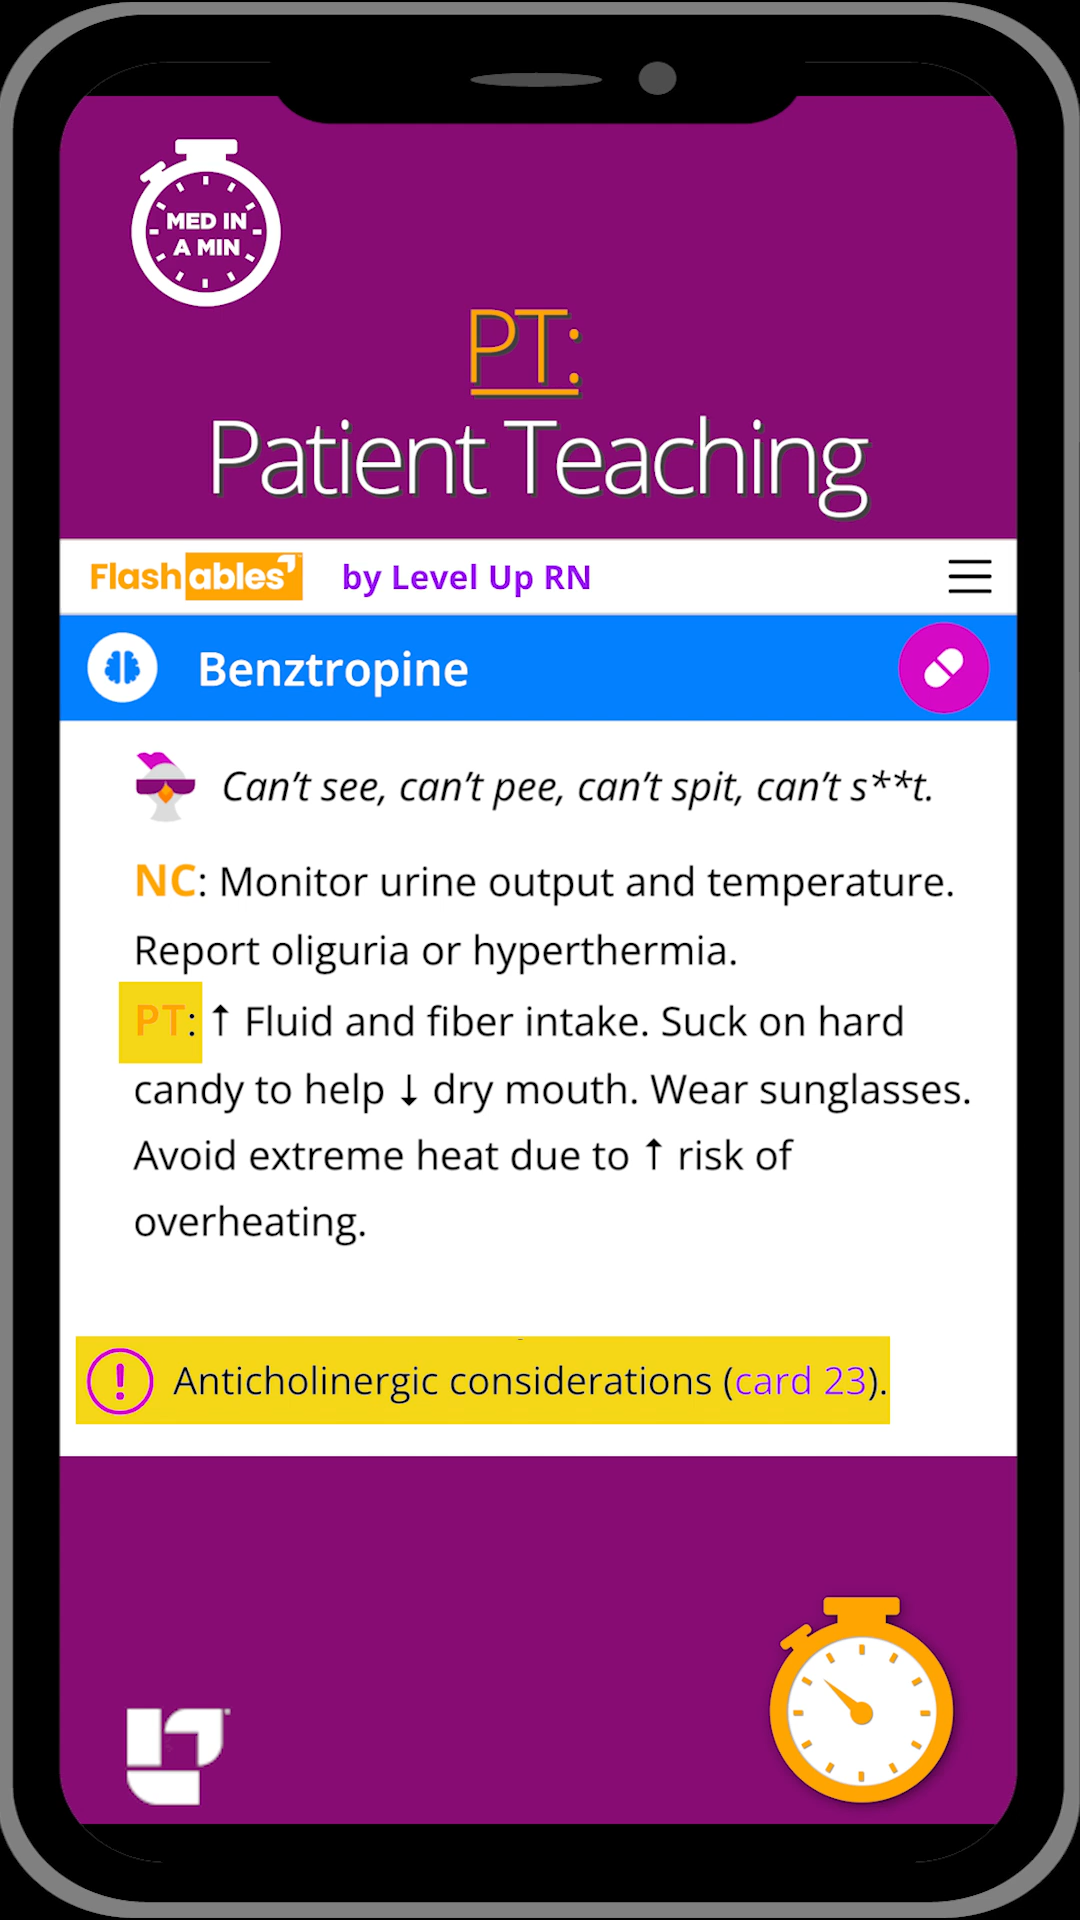 MED IN
A MIN
PT:
Patient Teaching
Flashables by Level Up RN
Benztropine
Can't see, can't pee, can't spit, can't s**t.
NC: Monitor urine output and temperature.
Report oliguria or hyperthermia.
PT: ↑ Fluid and fiber intake. Suck on hard
candy to help ↓ dry mouth. Wear sunglasses.
Avoid extreme heat due to ↑ risk of
overheating.
! Anticholinergic considerations (card 23).